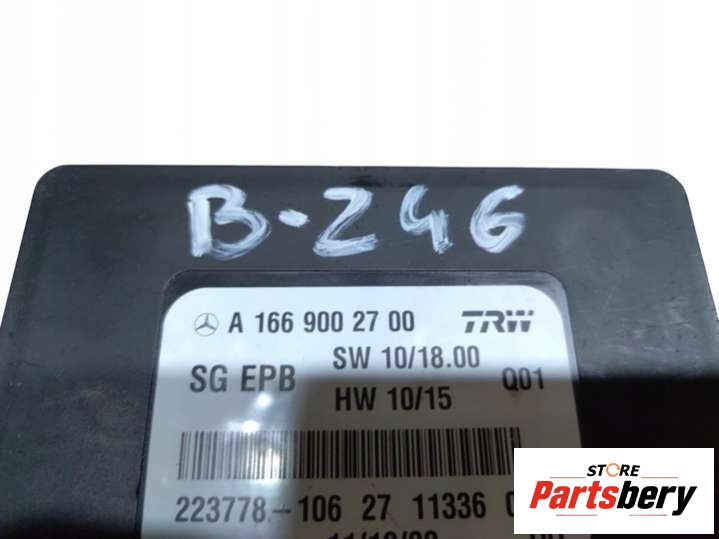 B-246
A 166 900 27 00 TRW
SW 10/18.00
SG EPB Q01
HW 10/15
223778.-106 27 11336
STORE
Partsbery